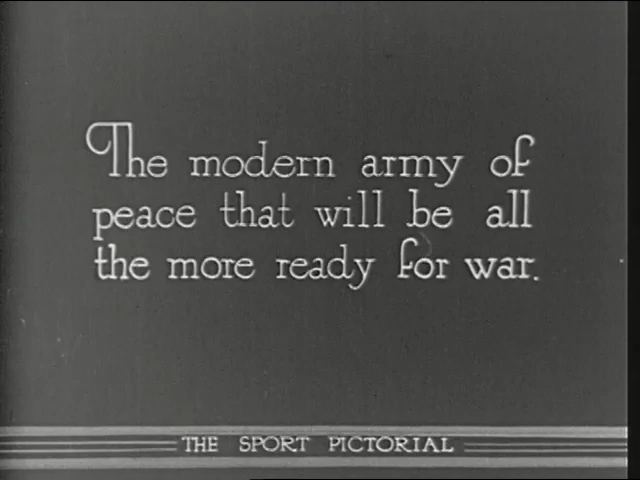 The modern army of
peace that will be all
the more ready for war.
THE SPORT PICTORIAL